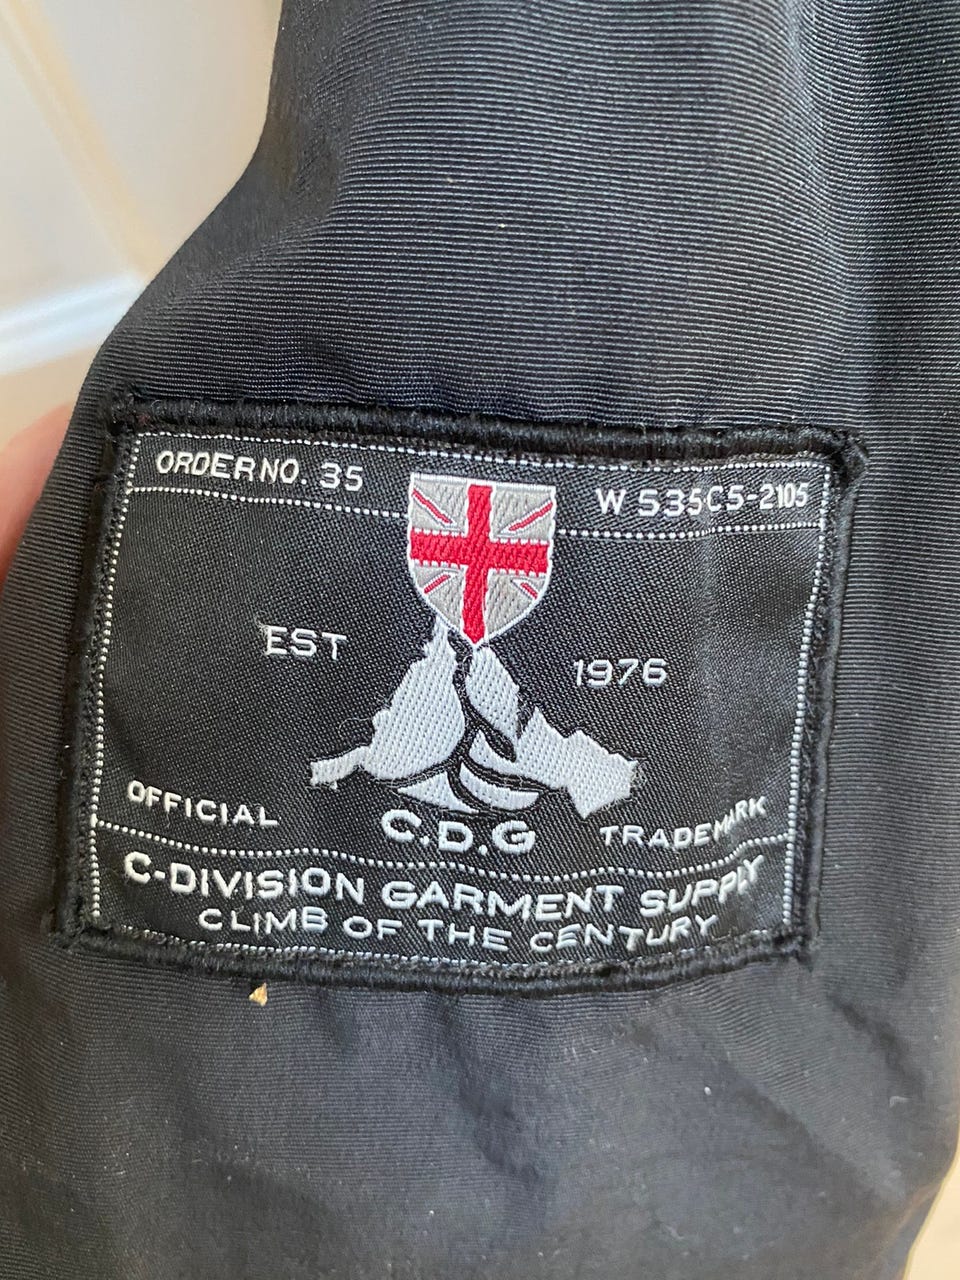 ORDER NO. 35
W 535C5-2105
EST 1976
OFFICIAL C.D.G TRADEMARK
C-DIVISION GARMENT SUPPLY
CLIMB OF THE CENTURY